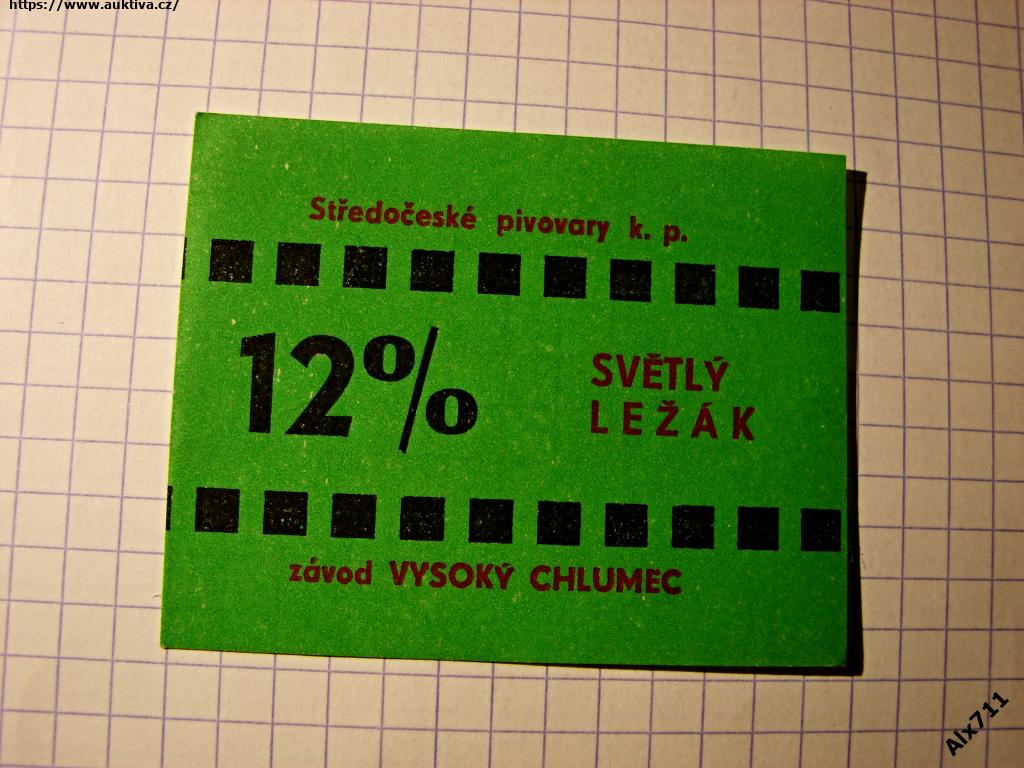 https://www.auktiva.cz/
Středočeské pivovary k. p.
12%
SVĚTLÝ
LEŽÁK
závod VYSOKÝ CHLUMEC
Alx711